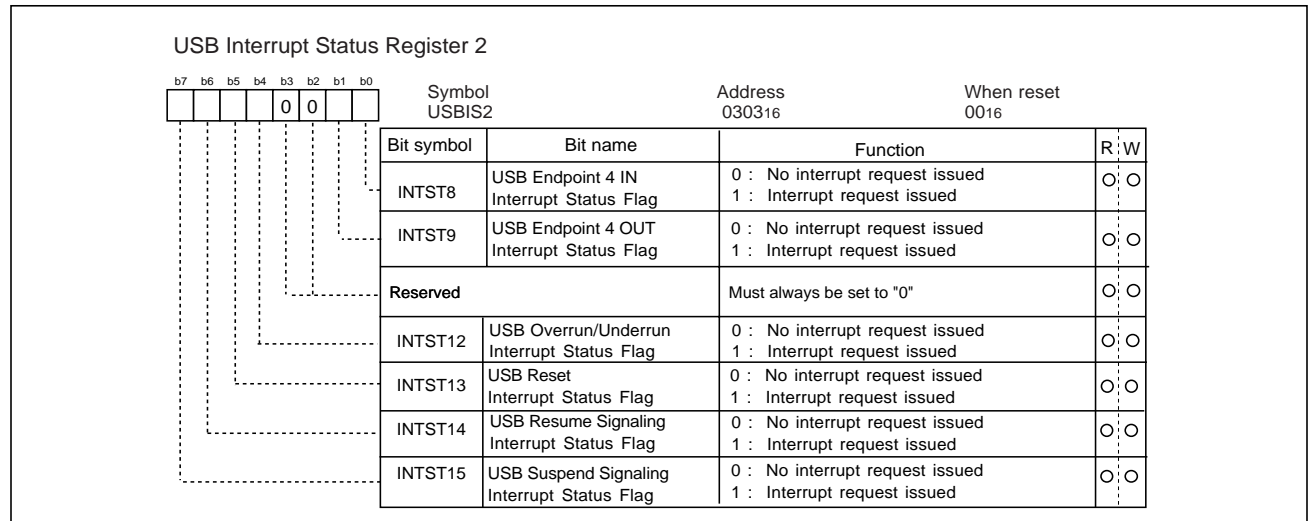 USB Interrupt Status Register 2
b7 b6 b5 b4 b3 b2 b1 b0
0 0
Symbol Address When reset
USBIS2 030316 0016
Bit symbol Bit name Function R W
INTST8 USB Endpoint 4 IN Interrupt Status Flag 0 : No interrupt request issued 1 : Interrupt request issued O O
INTST9 USB Endpoint 4 OUT Interrupt Status Flag 0 : No interrupt request issued 1 : Interrupt request issued O O
Reserved Must always be set to "0" O O
INTST12 USB Overrun/Underrun Interrupt Status Flag 0 : No interrupt request issued 1 : Interrupt request issued O O
INTST13 USB Reset Interrupt Status Flag 0 : No interrupt request issued 1 : Interrupt request issued O O
INTST14 USB Resume Signaling Interrupt Status Flag 0 : No interrupt request issued 1 : Interrupt request issued O O
INTST15 USB Suspend Signaling Interrupt Status Flag 0 : No interrupt request issued 1 : Interrupt request issued O O